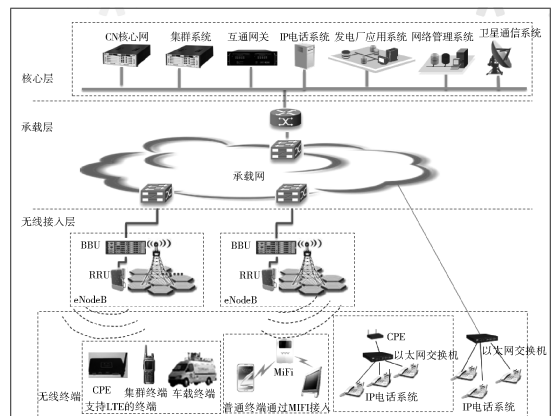 CN核心网 集群系统 互通网关 IP电话系统 发电厂应用系统 网络管理系统 卫星通信系统
核心层
承载层
承载网
无线接入层
BBU BBU
RRU RRU
eNodeB eNodeB
CPE
MiFi 以太网交换机 以太网交换机
无线终端 CPE 集群终端 车载终端
IP电话系统 IP电话系统
支持LTE的终端 普通终端通过MIFI接入